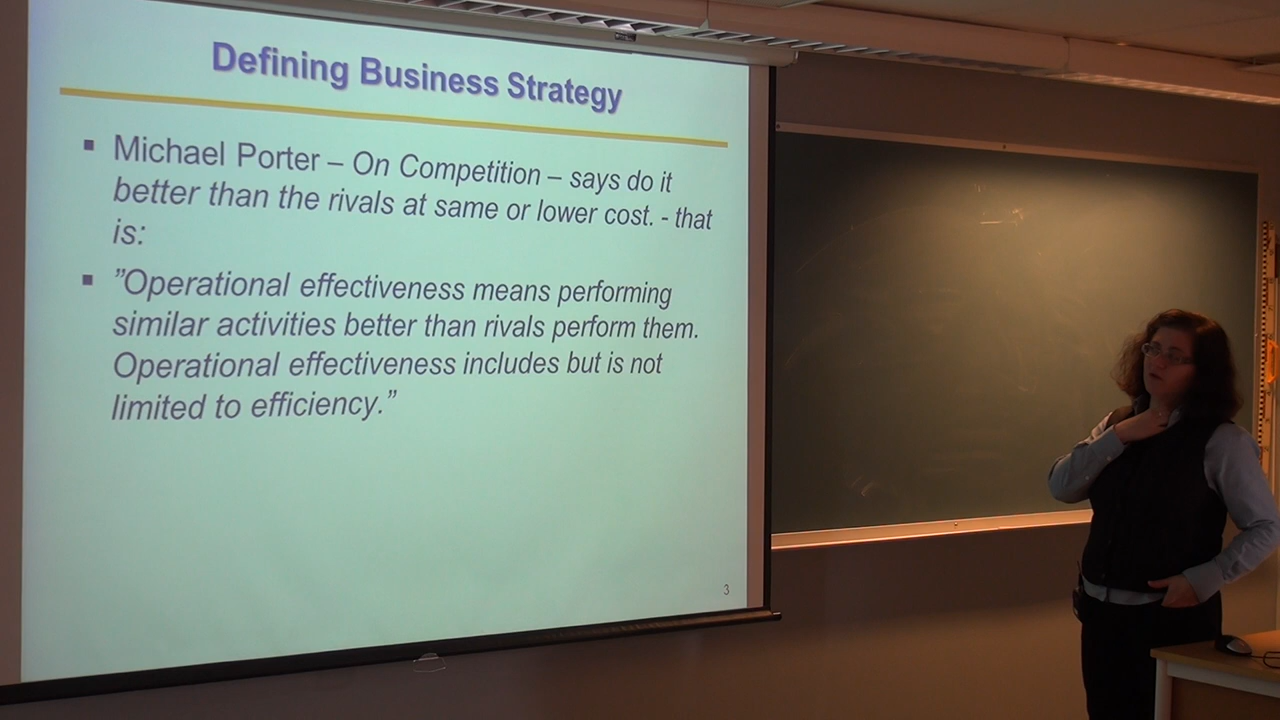 Defining Business Strategy
▪ Michael Porter – On Competition – says do it
better than the rivals at same or lower cost. - that
is:
▪ ”Operational effectiveness means performing
similar activities better than rivals perform them.
Operational effectiveness includes but is not
limited to efficiency.”
3